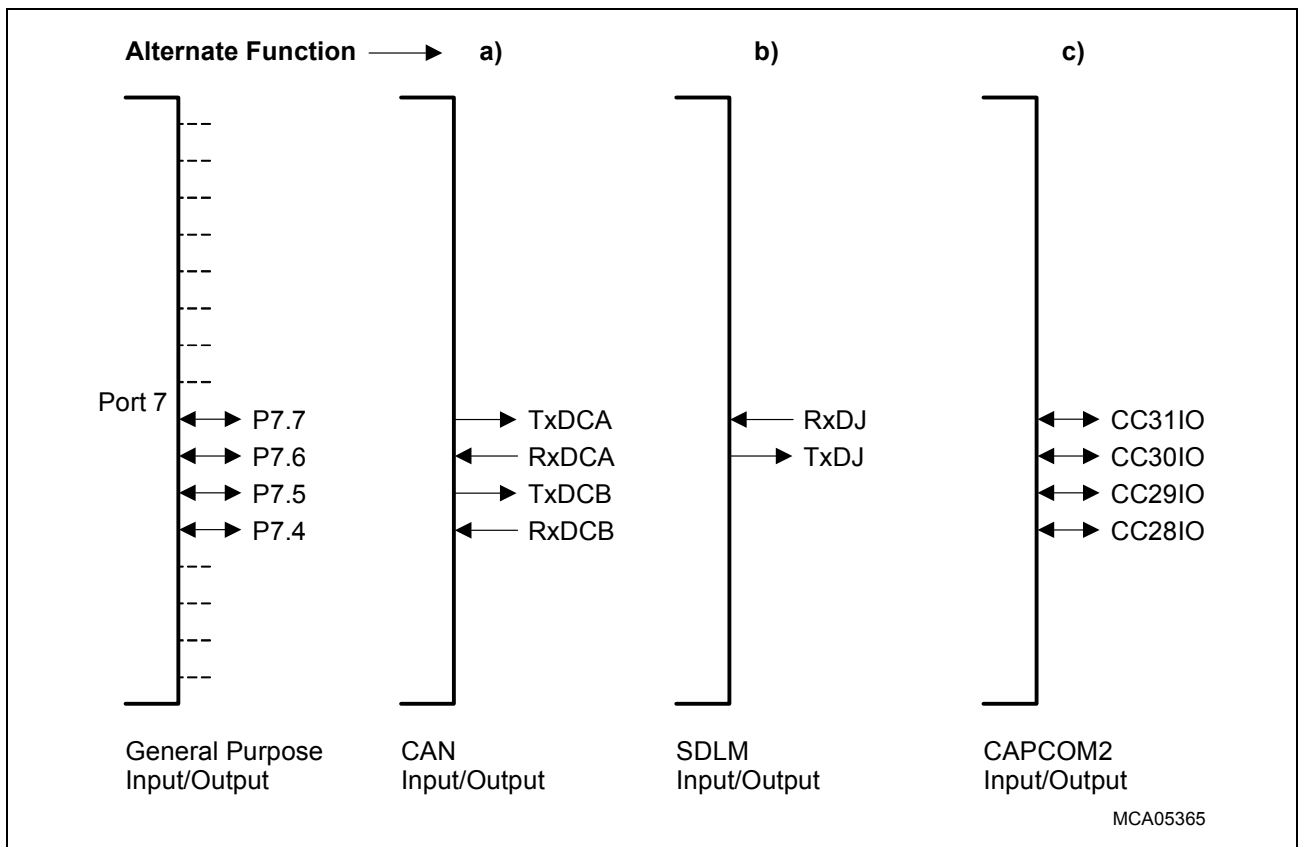 Alternate Function a) b) c)
Port 7
P7.7 TxDCA RxDJ CC31IO
P7.6 RxDCA TxDJ CC30IO
P7.5 TxDCB CC29IO
P7.4 RxDCB CC28IO
General Purpose CAN SDLM CAPCOM2
Input/Output Input/Output Input/Output Input/Output
MCA05365